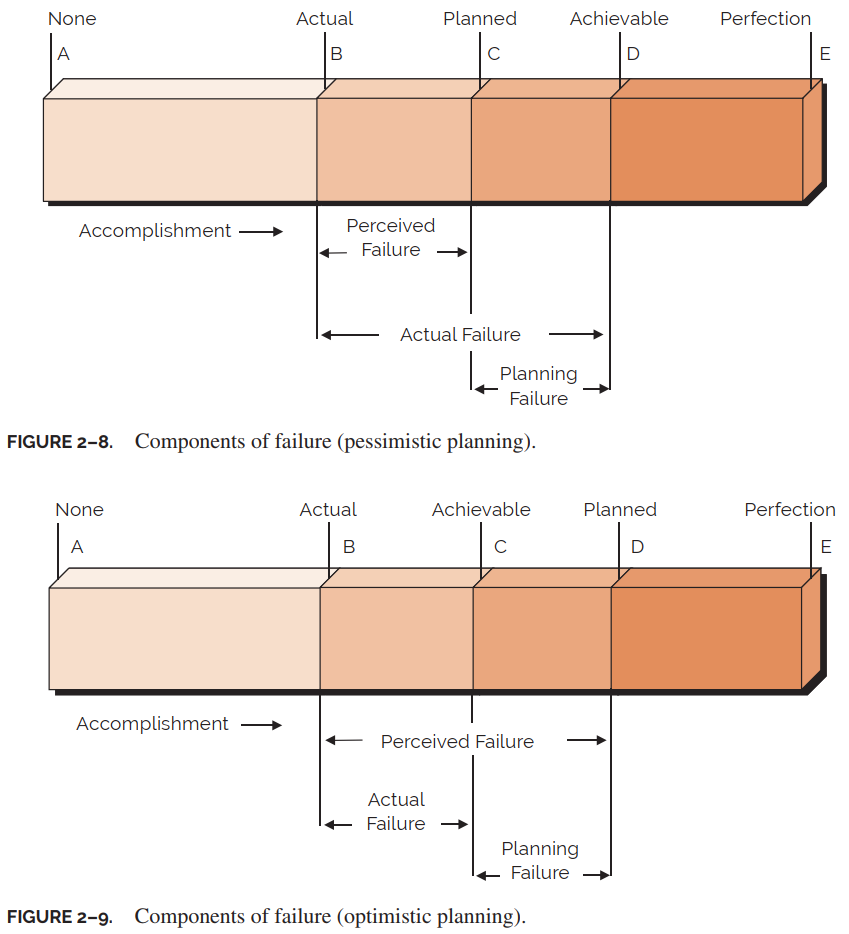 None Actual Planned Achievable Perfection
A B C D E
Accomplishment
Perceived
Failure
Actual Failure
Planning
Failure
FIGURE 2–8. Components of failure (pessimistic planning).
None Actual Achievable Planned Perfection
A B C D E
Accomplishment
Perceived Failure
Actual
Failure
Planning
Failure
FIGURE 2–9. Components of failure (optimistic planning).